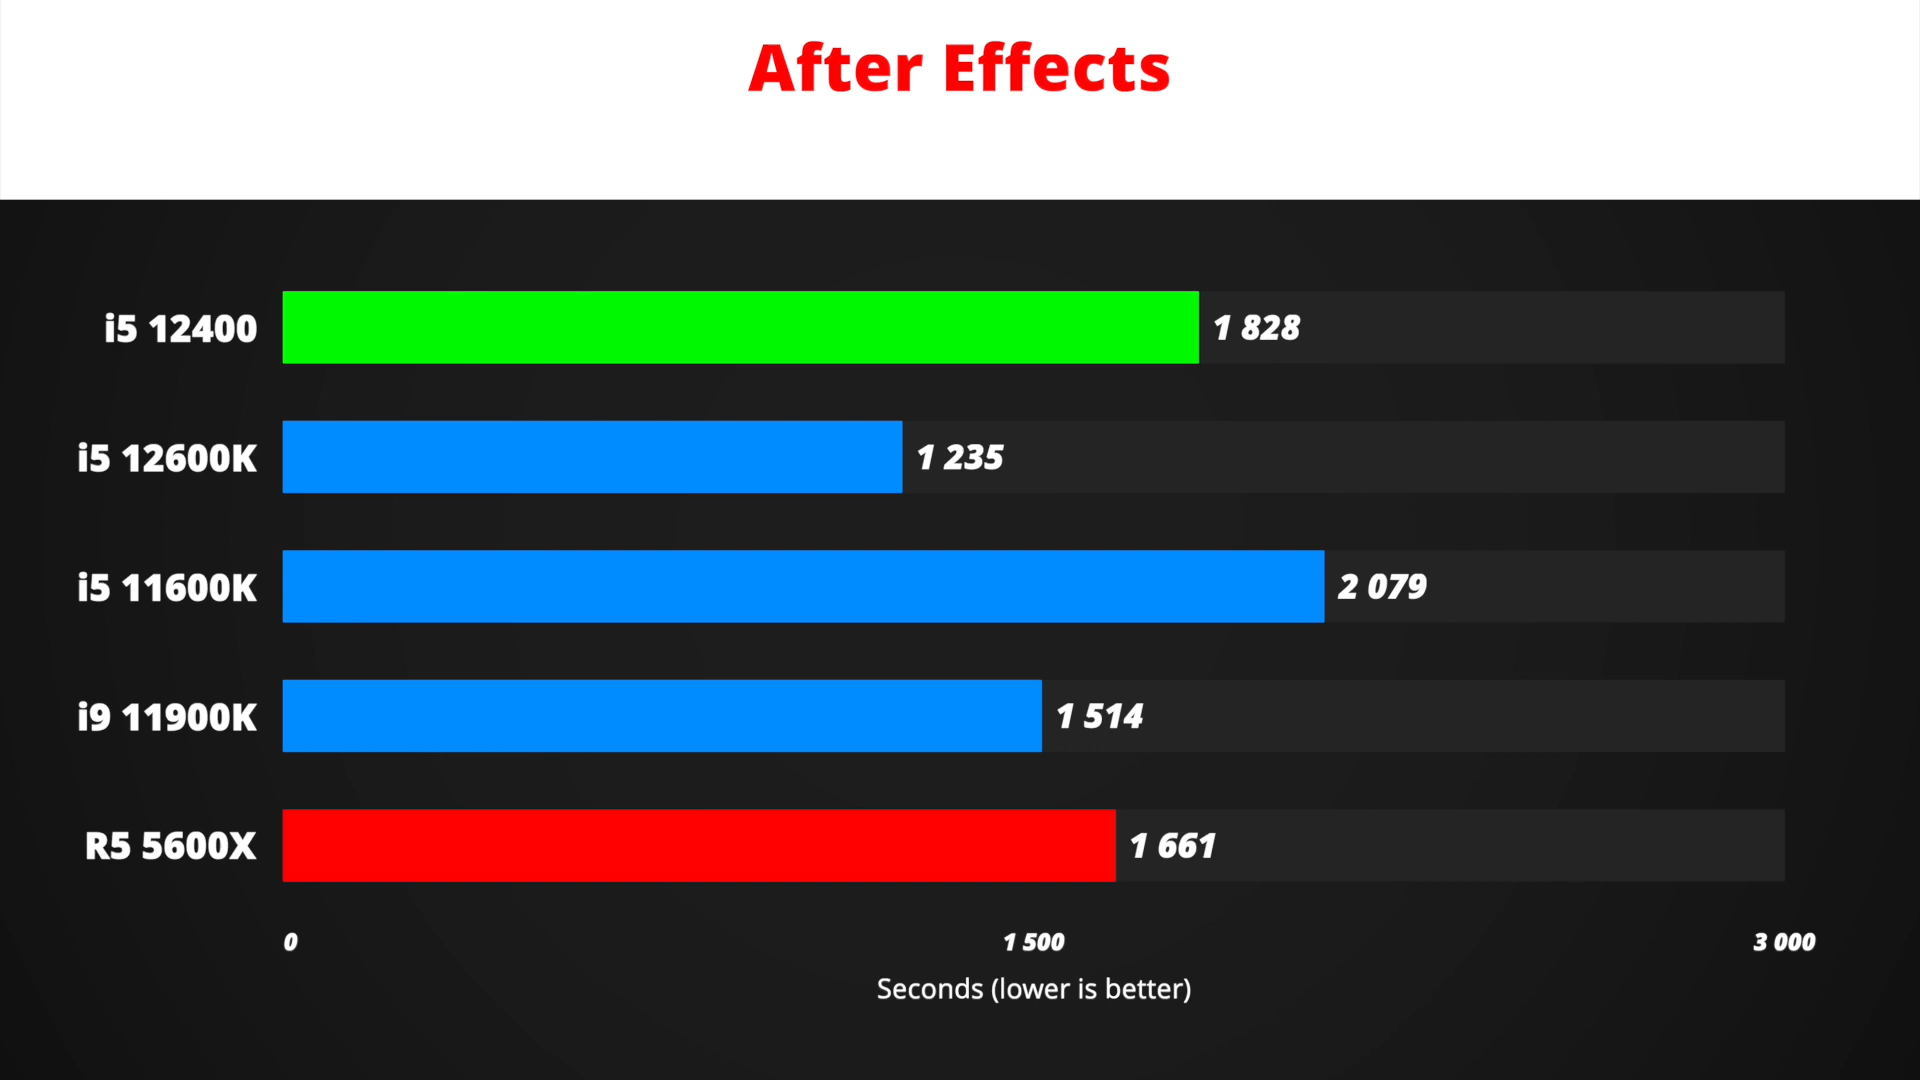 After Effects
i5 12400 1 828
i5 12600K 1 235
i5 11600K 2 079
i9 11900K 1 514
R5 5600X 1 661
0 1 500 3 000
Seconds (lower is better)